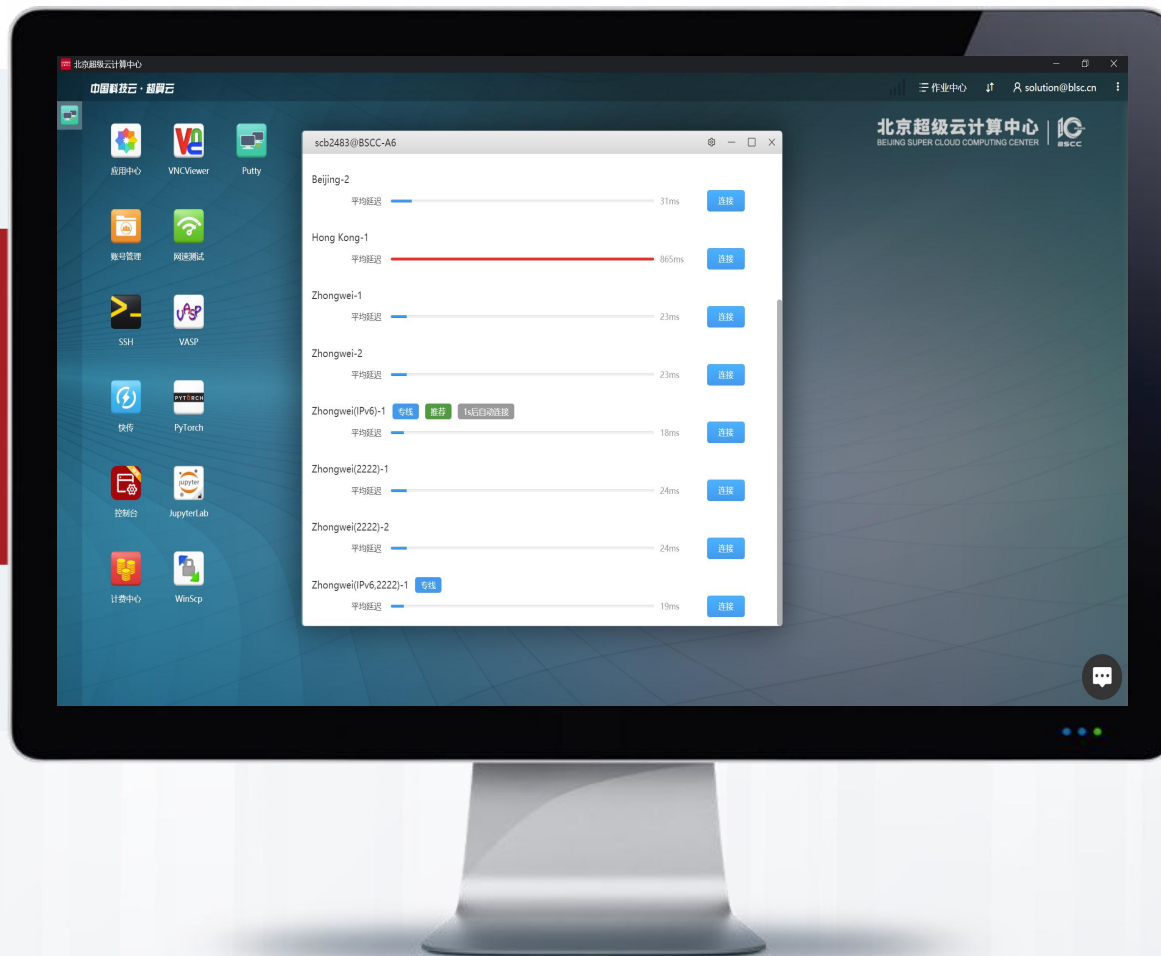 北京超级云计算中心
中国科技云·超算云
作业中心
solution@blsc.cn
北京超级云计算中心
BEIJING SUPER CLOUD COMPUTING CENTER
BSCC
应用中心
VNCViewer
Putty
账号管理
网速测试
SSH
VASP
快传
PyTorch
控制台
JupyterLab
计费中心
WinScp
VASP
PYTORCH
jupyter
scb2483@BSCC-A6
Beijing-2
平均延迟 31ms 连接
Hong Kong-1
平均延迟 865ms 连接
Zhongwei-1
平均延迟 23ms 连接
Zhongwei-2
平均延迟 23ms 连接
Zhongwei(IPv6)-1 专线 推荐 1s后自动连接
平均延迟 18ms 连接
Zhongwei(2222)-1
平均延迟 24ms 连接
Zhongwei(2222)-2
平均延迟 24ms 连接
Zhongwei(IPv6,2222)-1 专线
平均延迟 19ms 连接